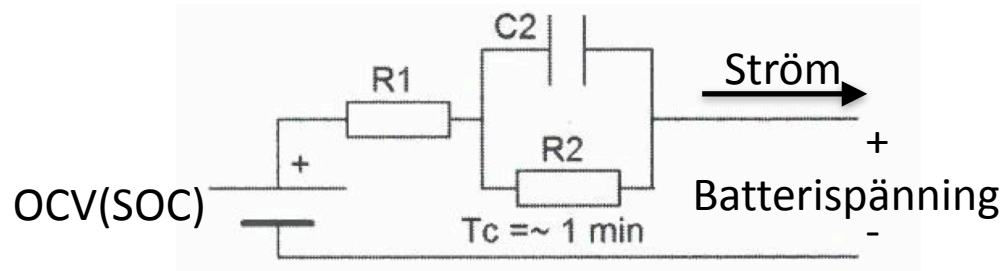 C2
Ström
R1
+
R2
+
OCV(SOC)
Batterispänning
Tc =~ 1 min
-